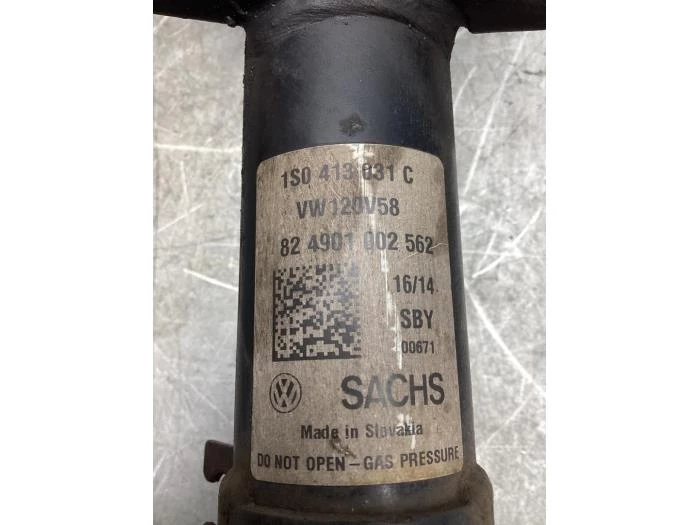 1S0 413 031 C
VW120V58
82 4901 002 562
16/14
SBY
00671
SACHS
Made in Slovakia
DO NOT OPEN - GAS PRESSURE